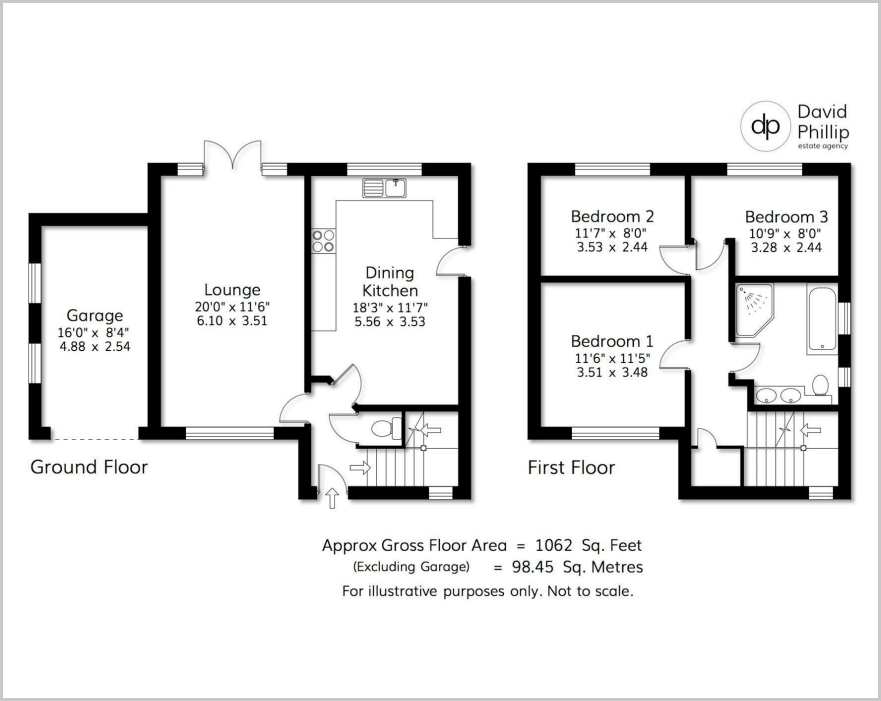 dp
David
Phillip
estate agency
Bedroom 2
11'7" x 8'0"
3.53 x 2.44
Bedroom 3
10'9" x 8'0"
3.28 x 2.44
Lounge
20'0" x 11'6"
6.10 x 3.51
Dining
Kitchen
18'3" x 11'7"
5.56 x 3.53
Garage
16'0" x 8'4"
4.88 x 2.54
Bedroom 1
11'6" x 11'5"
3.51 x 3.48
Ground Floor
First Floor
Approx Gross Floor Area = 1062 Sq. Feet
(Excluding Garage) = 98.45 Sq. Metres
For illustrative purposes only. Not to scale.